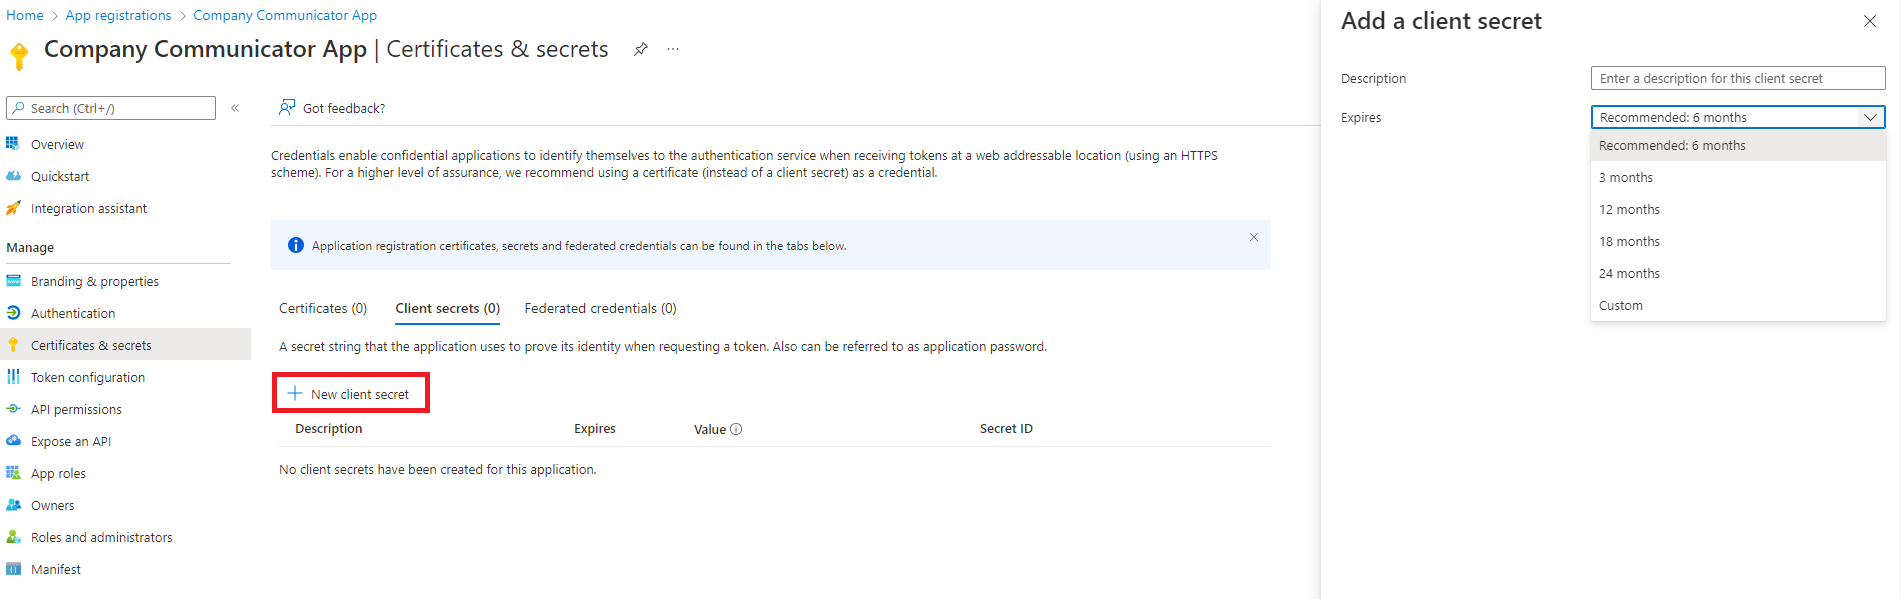 Home > App registrations > Company Communicator App
Company Communicator App | Certificates & secrets
Search (Ctrl+/)
Overview
Quickstart
Integration assistant
Manage
Branding & properties
Authentication
Certificates & secrets
Token configuration
API permissions
Expose an API
App roles
Owners
Roles and administrators
Manifest
Got feedback?
Credentials enable confidential applications to identify themselves to the authentication service when receiving tokens at a web addressable location (using an HTTPS
scheme). For a higher level of assurance, we recommend using a certificate (instead of a client secret) as a credential.
Application registration certificates, secrets and federated credentials can be found in the tabs below.
Certificates (0) Client secrets (0) Federated credentials (0)
A secret string that the application uses to prove its identity when requesting a token. Also can be referred to as application password.
New client secret
Description Expires Value Secret ID
No client secrets have been created for this application.
Add a client secret
Description Enter a description for this client secret
Expires Recommended: 6 months
Recommended: 6 months
3 months
12 months
18 months
24 months
Custom